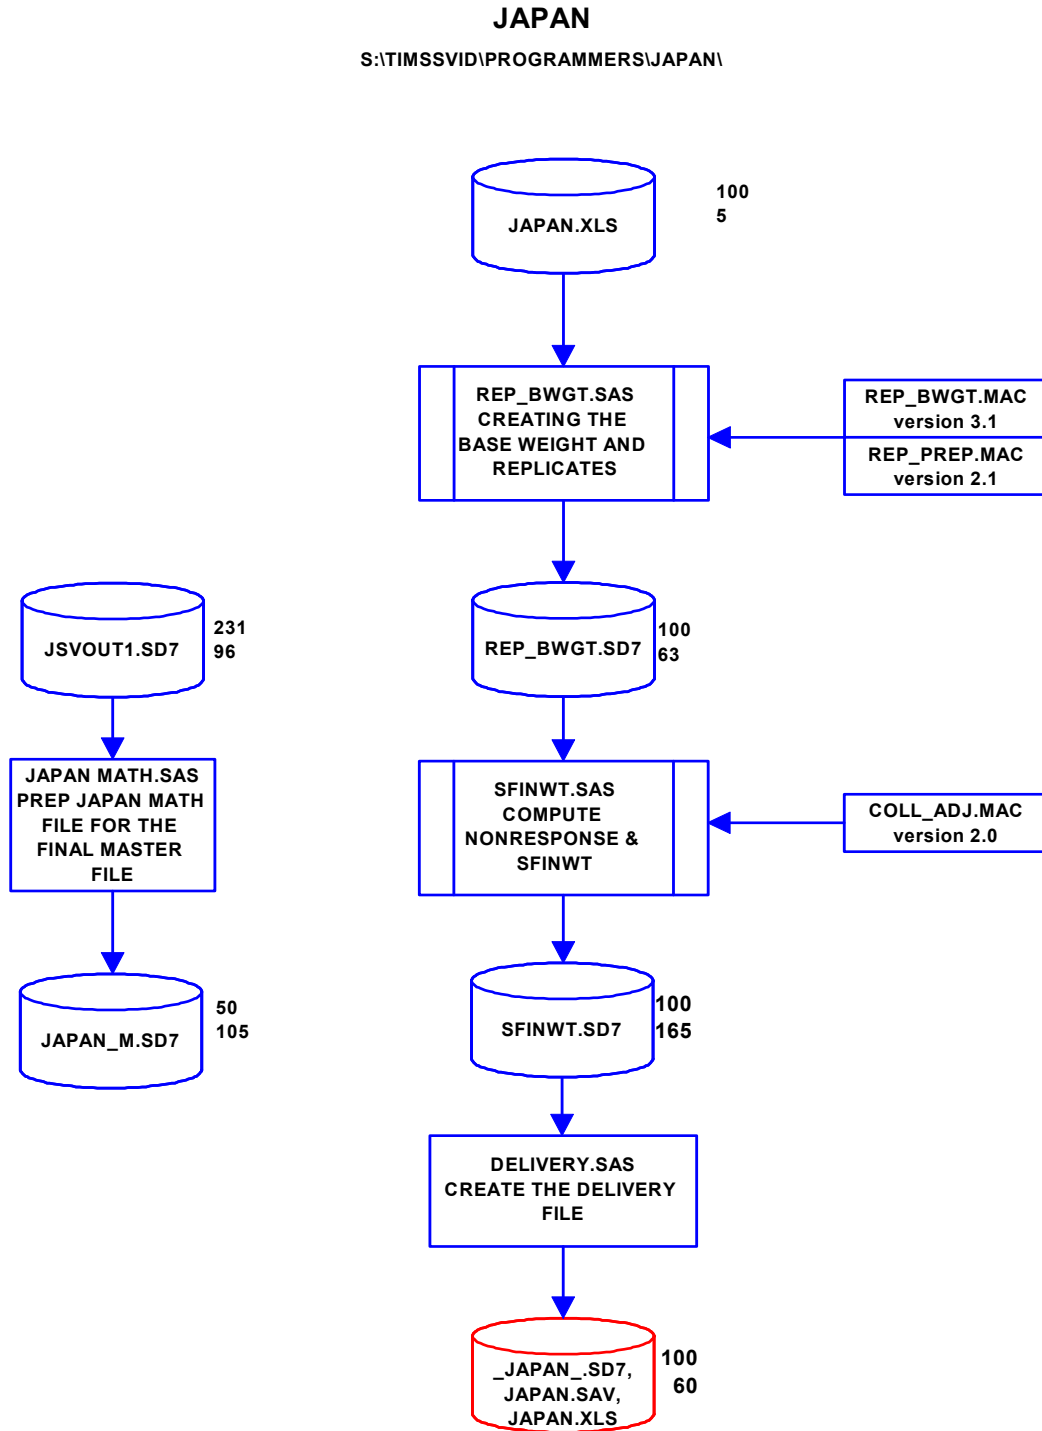 JAPAN
S:\TIMSSVID\PROGRAMMERS\JAPAN\
JAPAN.XLS
100
5
REP_BWGT.SAS
CREATING THE
BASE WEIGHT AND
REPLICATES
REP_BWGT.MAC
version 3.1
REP_PREP.MAC
version 2.1
JSVOUT1.SD7
231
96
REP_BWGT.SD7
100
63
JAPAN MATH.SAS
PREP JAPAN MATH
FILE FOR THE
FINAL MASTER
FILE
SFINWT.SAS
COMPUTE
NONRESPONSE &
SFINWT
COLL_ADJ.MAC
version 2.0
JAPAN_M.SD7
50
105
SFINWT.SD7
100
165
DELIVERY.SAS
CREATE THE DELIVERY
FILE
_JAPAN_.SD7,
JAPAN.SAV,
JAPAN.XLS
100
60